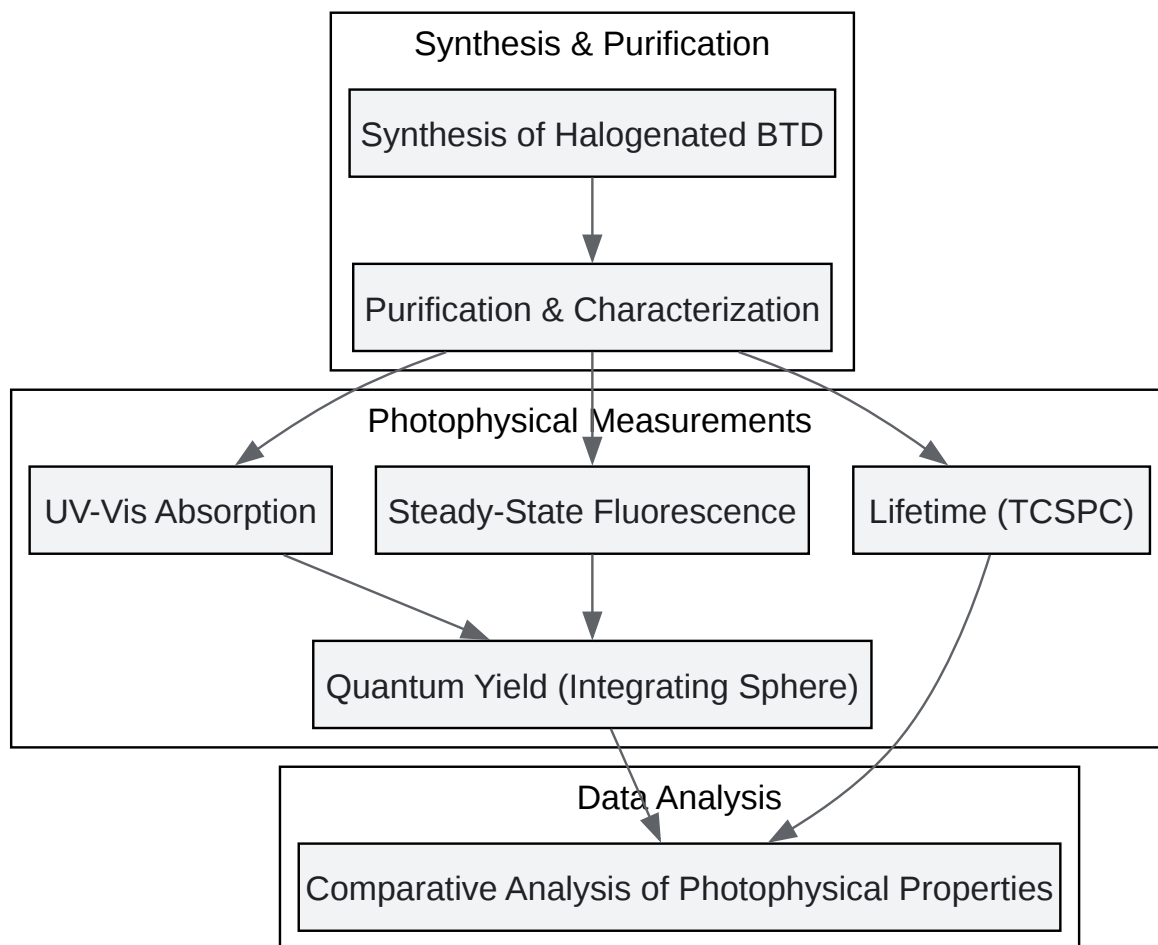 Synthesis & Purification
Synthesis of Halogenated BTD
Purification & Characterization
Photophysical Measurements
UV-Vis Absorption
Steady-State Fluorescence
Lifetime (TCSPC)
Quantum Yield (Integrating Sphere)
Data Analysis
Comparative Analysis of Photophysical Properties